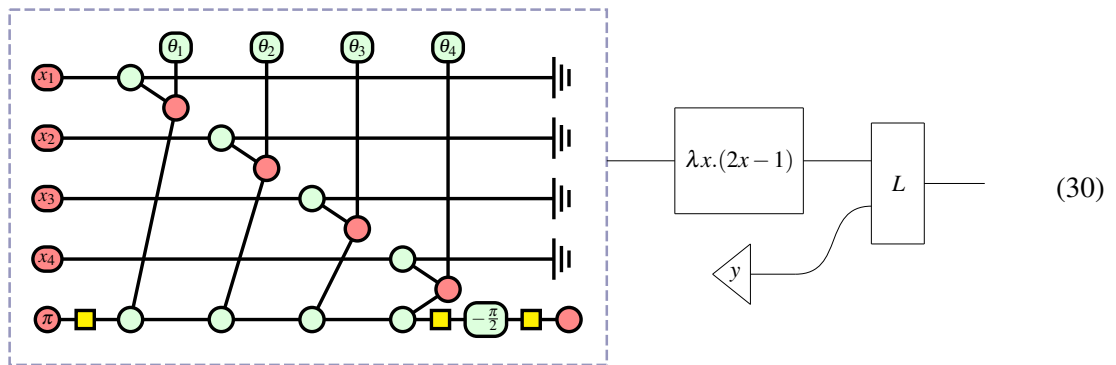 θ₁ θ₂ θ₃ θ₄
x₁
x₂
x₃
x₄
π −π/2
λx.(2x − 1)
y
L
(30)